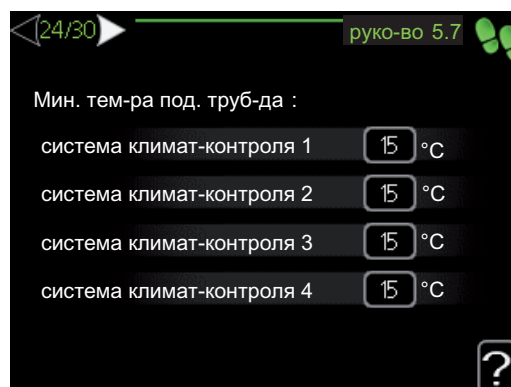 24/30
руко-во 5.7
Мин. тем-ра под. труб-да :
система климат-контроля 1 15 °C
система климат-контроля 2 15 °C
система климат-контроля 3 15 °C
система климат-контроля 4 15 °C
?